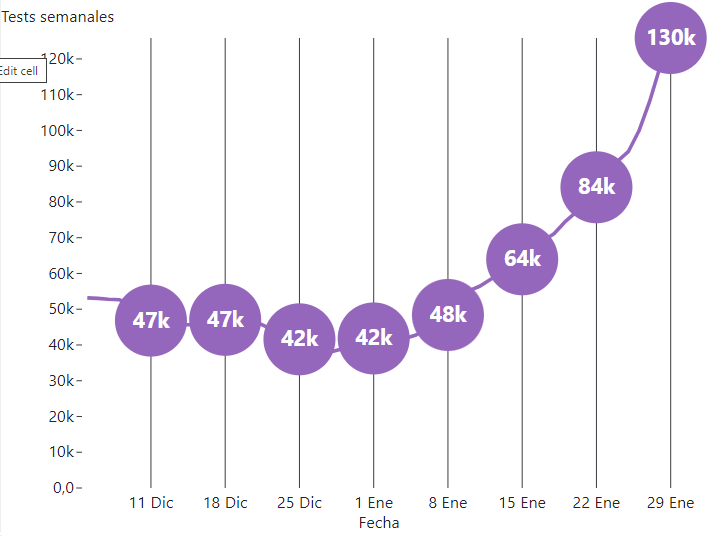 Tests semanales
130k
120k
Edit cell
110k
100k
90k
84k
80k
70k
64k
60k
50k
48k
47k
47k
42k
42k
40k
30k
20k
10k
0,0
11 Dic
18 Dic
25 Dic
1 Ene
8 Ene
15 Ene
22 Ene
29 Ene
Fecha